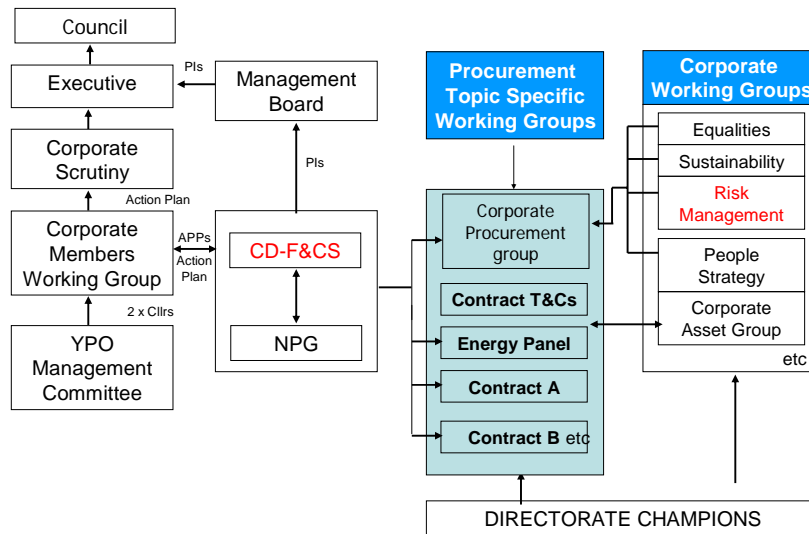 Council
Executive
PIs
Management
Board
Corporate
Scrutiny
PIs
Action Plan
Corporate
Members
Working Group
APPs
Action
Plan
CD-F&CS
NPG
2 x Cllrs
YPO
Management
Committee
Procurement
Topic Specific
Working Groups
Corporate
Procurement
group
Contract T&Cs
Energy Panel
Contract A
Contract B etc
Corporate
Working Groups
Equalities
Sustainability
Risk
Management
People
Strategy
Corporate
Asset Group
etc
DIRECTORATE CHAMPIONS